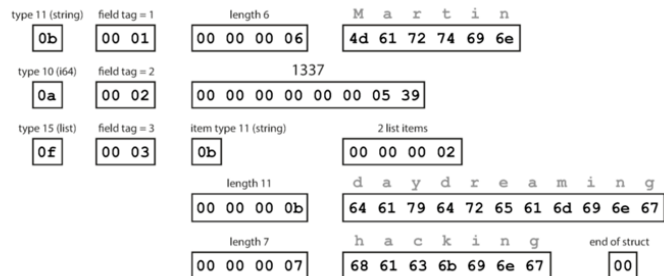 type 11 (string) field tag = 1 length 6 M a r t i n
0b 00 01 00 00 00 06 4d 61 72 74 69 6e
type 10 (i64) field tag = 2 1337
0a 00 02 00 00 00 00 00 00 05 39
type 15 (list) field tag = 3 item type 11 (string) 2 list items
0f 00 03 0b 00 00 00 02
length 11 d a y d r e a m i n g
00 00 00 0b 64 61 79 64 72 65 61 6d 69 6e 67
length 7 h a c k i n g end of struct
00 00 00 07 68 61 63 6b 69 6e 67 00